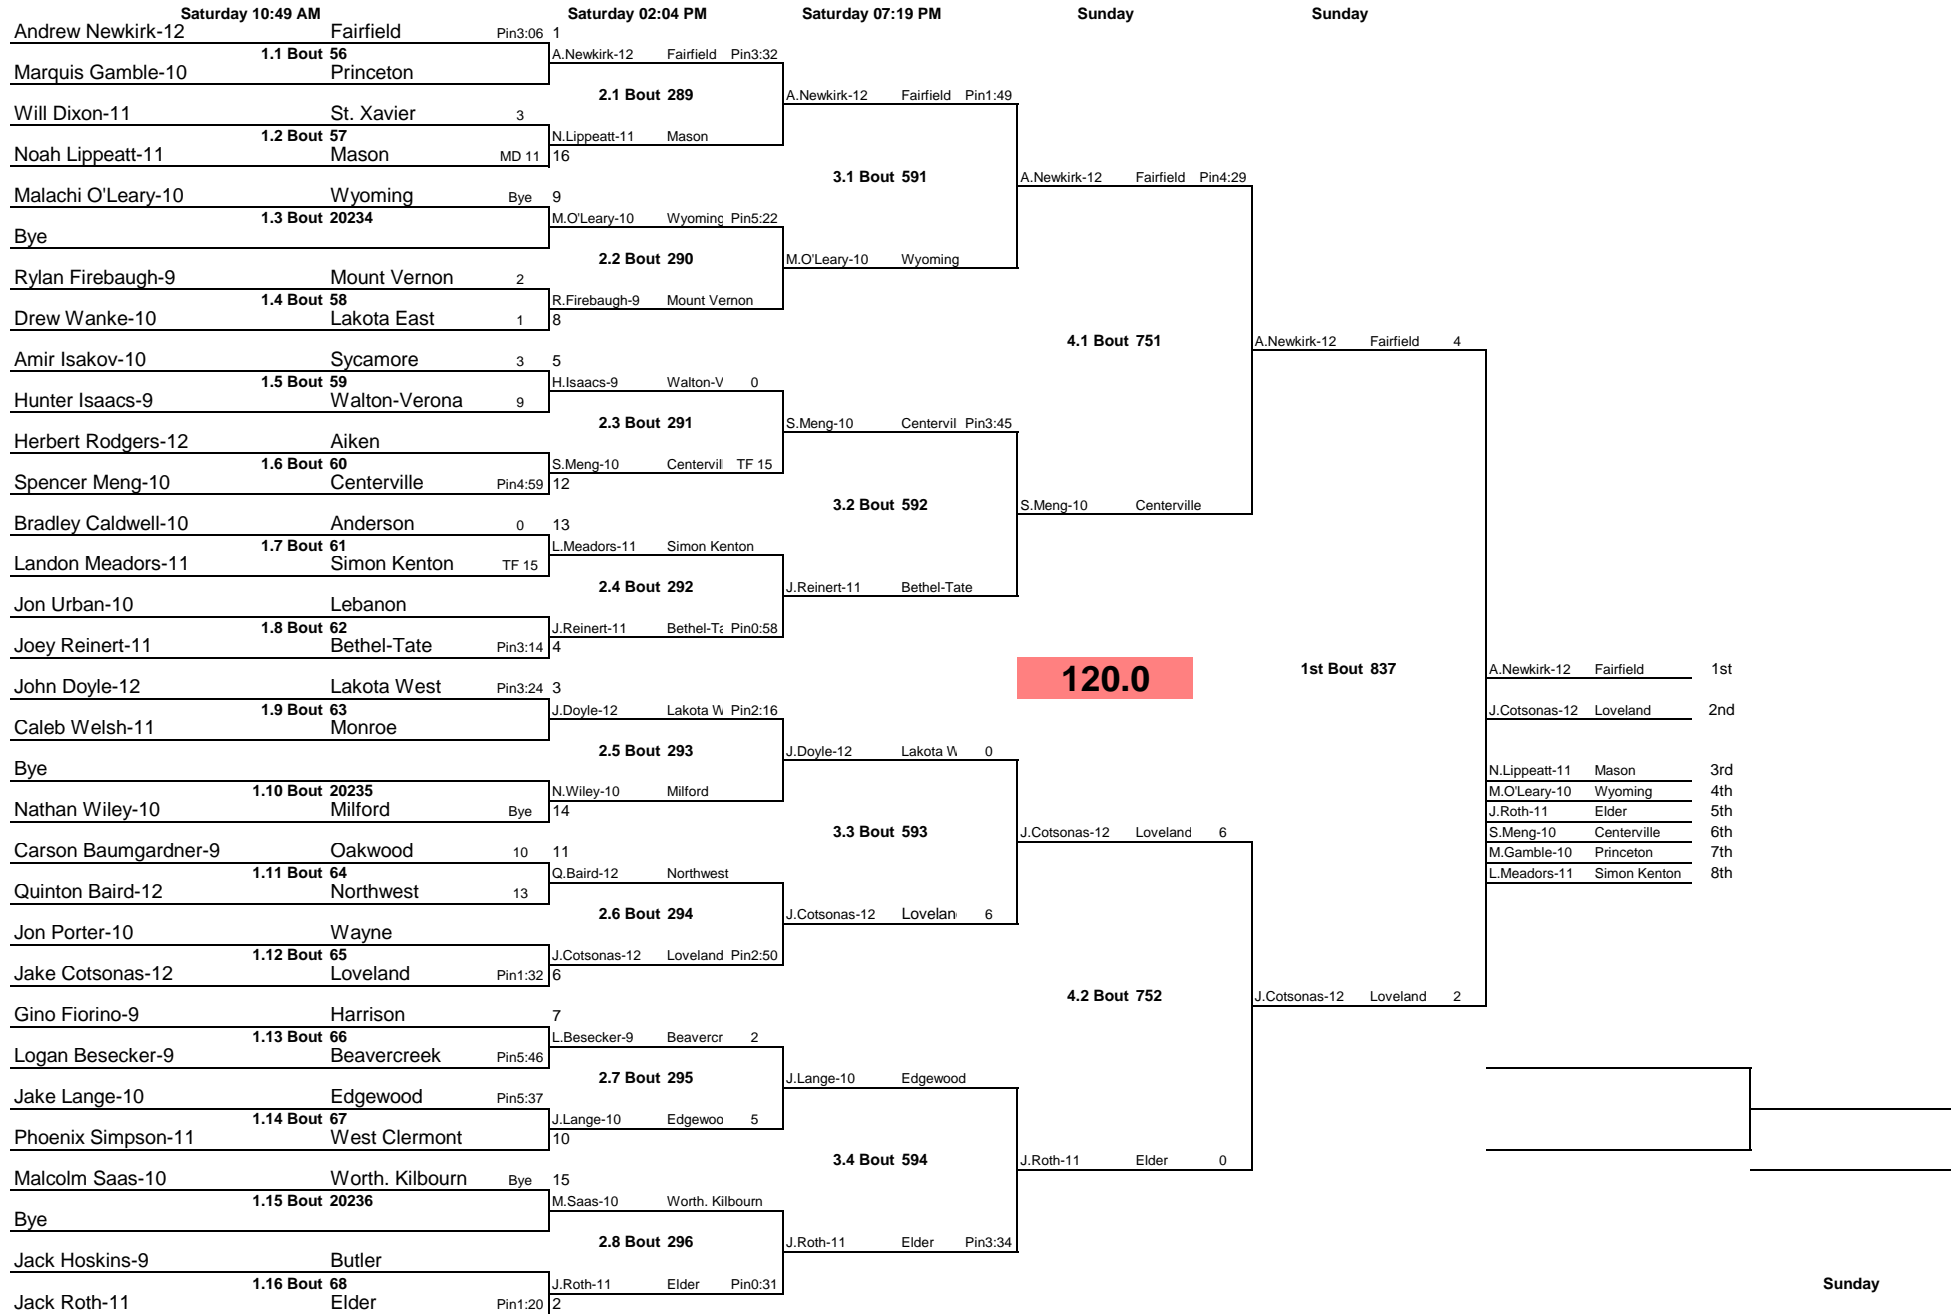 Saturday 10:49 AM Saturday 02:04 PM Saturday 07:19 PM Sunday Sunday
Andrew Newkirk-12 Fairfield Pin3:06 1
1.1 Bout 56 A.Newkirk-12 Fairfield Pin3:32
Marquis Gamble-10 Princeton
2.1 Bout 289 A.Newkirk-12 Fairfield Pin1:49
Will Dixon-11 St. Xavier 3
1.2 Bout 57 N.Lippeatt-11 Mason
Noah Lippeatt-11 Mason MD 11 16
3.1 Bout 591 A.Newkirk-12 Fairfield Pin4:29
Malachi O'Leary-10 Wyoming Bye 9
1.3 Bout 20234 M.O'Leary-10 Wyoming Pin5:22
Bye
2.2 Bout 290 M.O'Leary-10 Wyoming
Rylan Firebaugh-9 Mount Vernon 2
1.4 Bout 58 R.Firebaugh-9 Mount Vernon
Drew Wanke-10 Lakota East 1 8
4.1 Bout 751 A.Newkirk-12 Fairfield 4
Amir Isakov-10 Sycamore 3 5
1.5 Bout 59 H.Isaacs-9 Walton-V 0
Hunter Isaacs-9 Walton-Verona 9
2.3 Bout 291 S.Meng-10 Centervil Pin3:45
Herbert Rodgers-12 Aiken
1.6 Bout 60 S.Meng-10 Centervil TF 15
Spencer Meng-10 Centerville Pin4:59 12
3.2 Bout 592 S.Meng-10 Centerville
Bradley Caldwell-10 Anderson 0 13
1.7 Bout 61 L.Meadors-11 Simon Kenton
Landon Meadors-11 Simon Kenton TF 15
2.4 Bout 292 J.Reinert-11 Bethel-Tate
Jon Urban-10 Lebanon
1.8 Bout 62 J.Reinert-11 Bethel-Ta Pin0:58
Joey Reinert-11 Bethel-Tate Pin3:14 4
120.0 1st Bout 837 A.Newkirk-12 Fairfield 1st
John Doyle-12 Lakota West Pin3:24 3
1.9 Bout 63 J.Doyle-12 Lakota W Pin2:16 J.Cotsonas-12 Loveland 2nd
Caleb Welsh-11 Monroe
2.5 Bout 293 J.Doyle-12 Lakota W 0
Bye N.Lippeatt-11 Mason 3rd
1.10 Bout 20235 N.Wiley-10 Milford M.O'Leary-10 Wyoming 4th
Nathan Wiley-10 Milford Bye 14 J.Roth-11 Elder 5th
3.3 Bout 593 J.Cotsonas-12 Loveland 6 S.Meng-10 Centerville 6th
Carson Baumgardner-9 Oakwood 10 11 M.Gamble-10 Princeton 7th
1.11 Bout 64 Q.Baird-12 Northwest L.Meadors-11 Simon Kenton 8th
Quinton Baird-12 Northwest 13
2.6 Bout 294 J.Cotsonas-12 Lovelan 6
Jon Porter-10 Wayne
1.12 Bout 65 J.Cotsonas-12 Loveland Pin2:50
Jake Cotsonas-12 Loveland Pin1:32 6
4.2 Bout 752 J.Cotsonas-12 Loveland 2
Gino Fiorino-9 Harrison 7
1.13 Bout 66 L.Besecker-9 Beavercr 2
Logan Besecker-9 Beavercreek Pin5:46
2.7 Bout 295 J.Lange-10 Edgewood
Jake Lange-10 Edgewood Pin5:37
1.14 Bout 67 J.Lange-10 Edgewoo 5
Phoenix Simpson-11 West Clermont 10
3.4 Bout 594 J.Roth-11 Elder 0
Malcolm Saas-10 Worth. Kilbourn Bye 15
1.15 Bout 20236 M.Saas-10 Worth. Kilbourn
Bye
2.8 Bout 296 J.Roth-11 Elder Pin3:34
Jack Hoskins-9 Butler
1.16 Bout 68 J.Roth-11 Elder Pin0:31 Sunday
Jack Roth-11 Elder Pin1:20 2